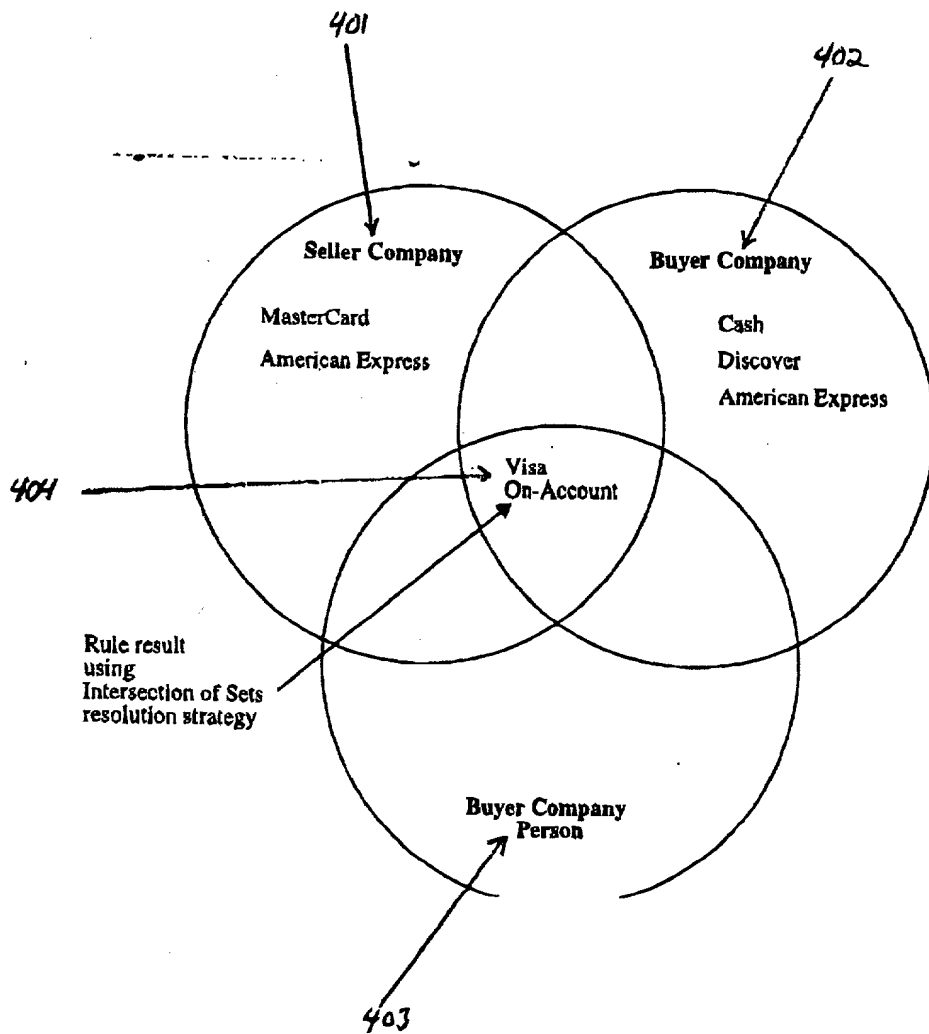 401
402
Seller Company
Buyer Company
MasterCard
American Express
Cash
Discover
American Express
404
Visa
On-Account
Rule result
using
Intersection of Sets
resolution strategy
Buyer Company
Person
403